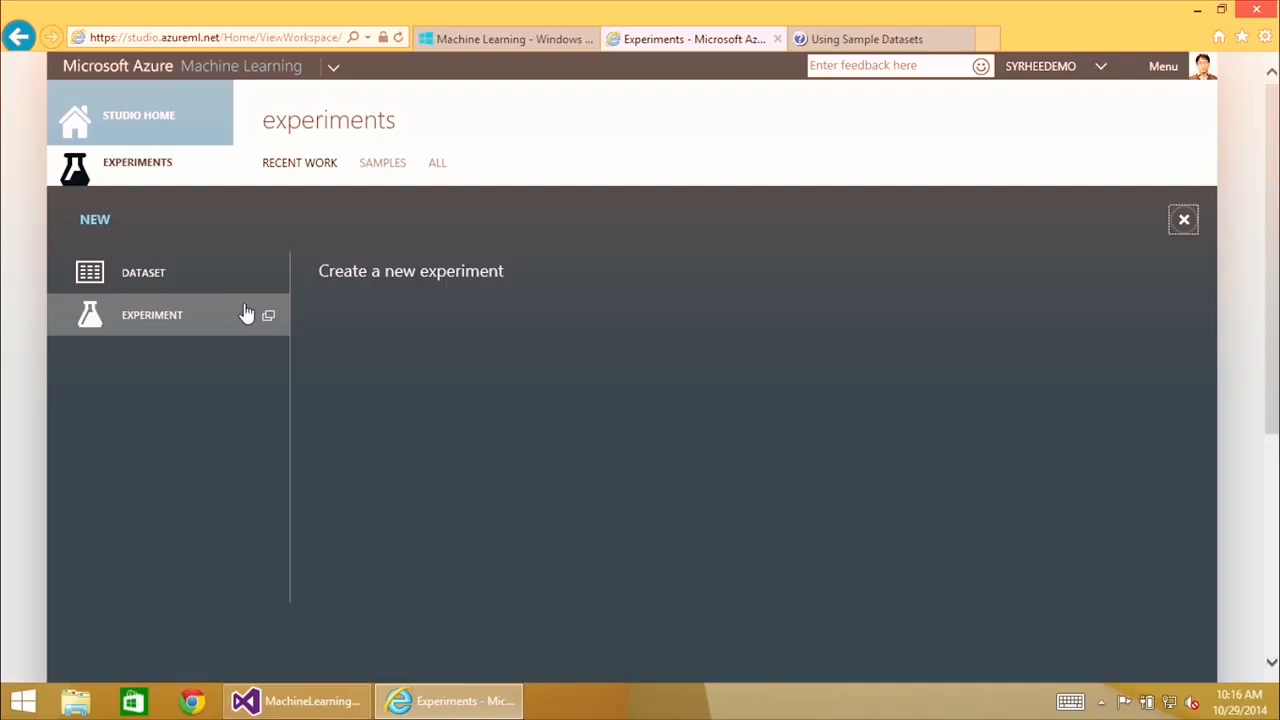 https://studio.azureml.net/Home/ViewWorkspace/
Machine Learning - Windows ...
Experiments - Microsoft Az...
Using Sample Datasets
Microsoft Azure Machine Learning
Enter feedback here
SYRHEEDEMO
Menu
STUDIO HOME
experiments
EXPERIMENTS
RECENT WORK
SAMPLES
ALL
NEW
DATASET
Create a new experiment
EXPERIMENT
MachineLearning...
Experiments - Mic...
10:16 AM
10/29/2014